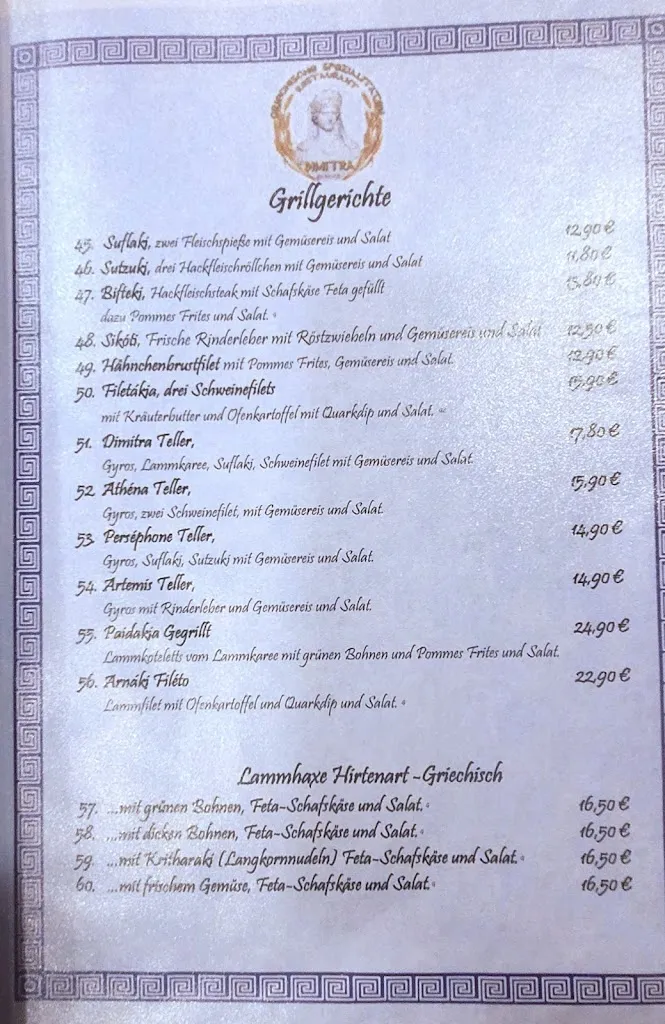 GRIECHISCHE SPEZIALITÄTEN
RESTAURANT
DIMITRA
Grillgerichte
45. Suflaki, zwei Fleischspieße mit Gemüsereis und Salat 12,90 €
46. Sutzuki, drei Hackfleischröllchen mit Gemüsereis und Salat 11,80 €
47. Bifteki, Hackfleischsteak mit Schafskäse Feta gefüllt 13,80 €
dazu Pommes Frites und Salat.
48. Sikóti, Frische Rinderleber mit Röstzwiebeln und Gemüsereis und Salat 12,90 €
49. Hähnchenbrustfilet mit Pommes Frites, Gemüsereis und Salat. 12,90 €
50. Filetákia, drei Schweinefilets 15,90 €
mit Kräuterbutter und Ofenkartoffel mit Quarkdip und Salat.
51. Dimitra Teller, 17,80 €
Gyros, Lammkaree, Suflaki, Schweinefilet mit Gemüsereis und Salat.
52. Athéna Teller, 15,90 €
Gyros, zwei Schweinefilet, mit Gemüsereis und Salat.
53. Perséphone Teller, 14,90 €
Gyros, Suflaki, Sutzuki mit Gemüsereis und Salat.
54. Artemis Teller, 14,90 €
Gyros mit Rinderleber und Gemüsereis und Salat.
55. Paidakia Gegrillt 24,90 €
Lammkoteletts vom Lammkaree mit grünen Bohnen und Pommes Frites und Salat.
56. Arnáki Filéto 22,90 €
Lammfilet mit Ofenkartoffel und Quarkdip und Salat.
Lammhaxe Hirtenart -Griechisch
57. ...mit grünen Bohnen, Feta-Schafskäse und Salat. 16,50 €
58. ...mit dicken Bohnen, Feta-Schafskäse und Salat. 16,50 €
59. ...mit Kritharaki (Langkornnudeln) Feta-Schafskäse und Salat. 16,50 €
60. ...mit frischem Gemüse, Feta-Schafskäse und Salat. 16,50 €